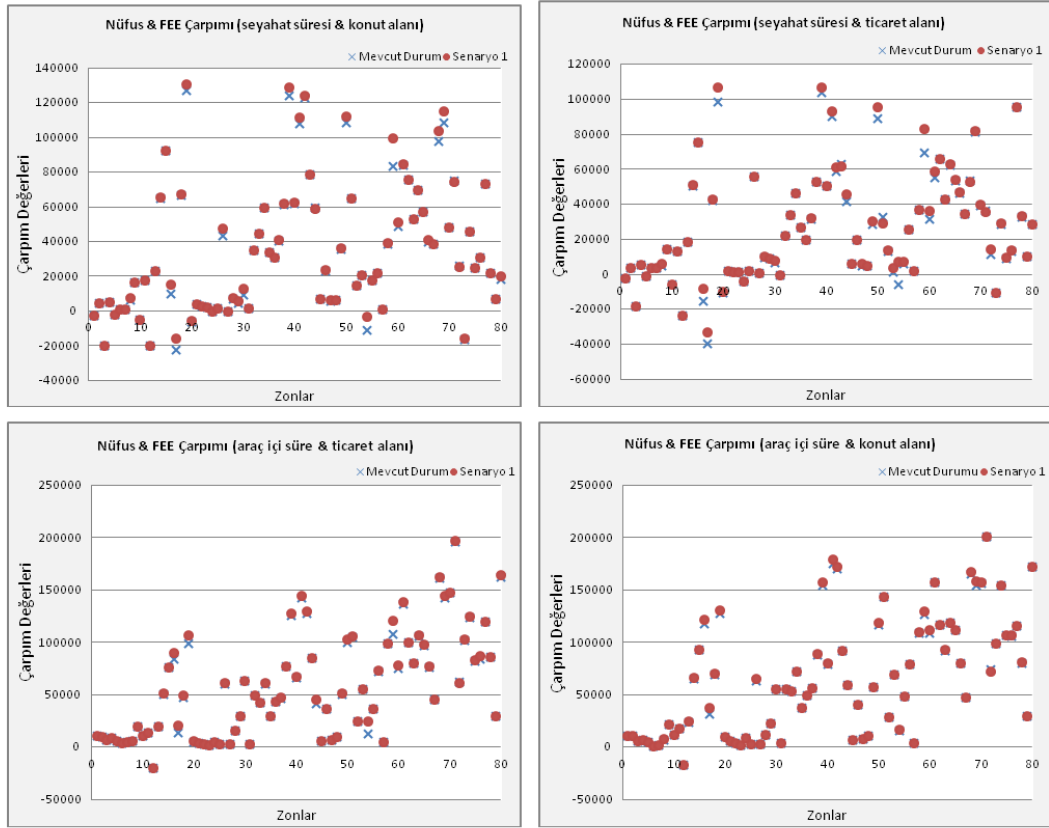 Nüfus & FEE Çarpımı (seyahat süresi & konut alanı)
× Mevcut Durum ● Senaryo 1
140000
120000
100000
80000
60000
40000
20000
0
-20000
-40000
0 10 20 30 40 50 60 70 80
Çarpım Değerleri
Zonlar
Nüfus & FEE Çarpımı (seyahat süresi & ticaret alanı)
× Mevcut Durum ● Senaryo 1
120000
100000
80000
60000
40000
20000
0
-20000
-40000
-60000
0 10 20 30 40 50 60 70 80
Çarpım Değerleri
Zonlar
Nüfus & FEE Çarpımı (araç içi süre & ticaret alanı)
× Mevcut Durum ● Senaryo 1
250000
200000
150000
100000
50000
0
-50000
0 10 20 30 40 50 60 70 80
Çarpım Değerleri
Zonlar
Nüfus & FEE Çarpımı (araç içi süre & konut alanı)
× Mevcut Durumu ● Senaryo 1
250000
200000
150000
100000
50000
0
-50000
0 10 20 30 40 50 60 70 80
Çarpım Değerleri
Zonlar